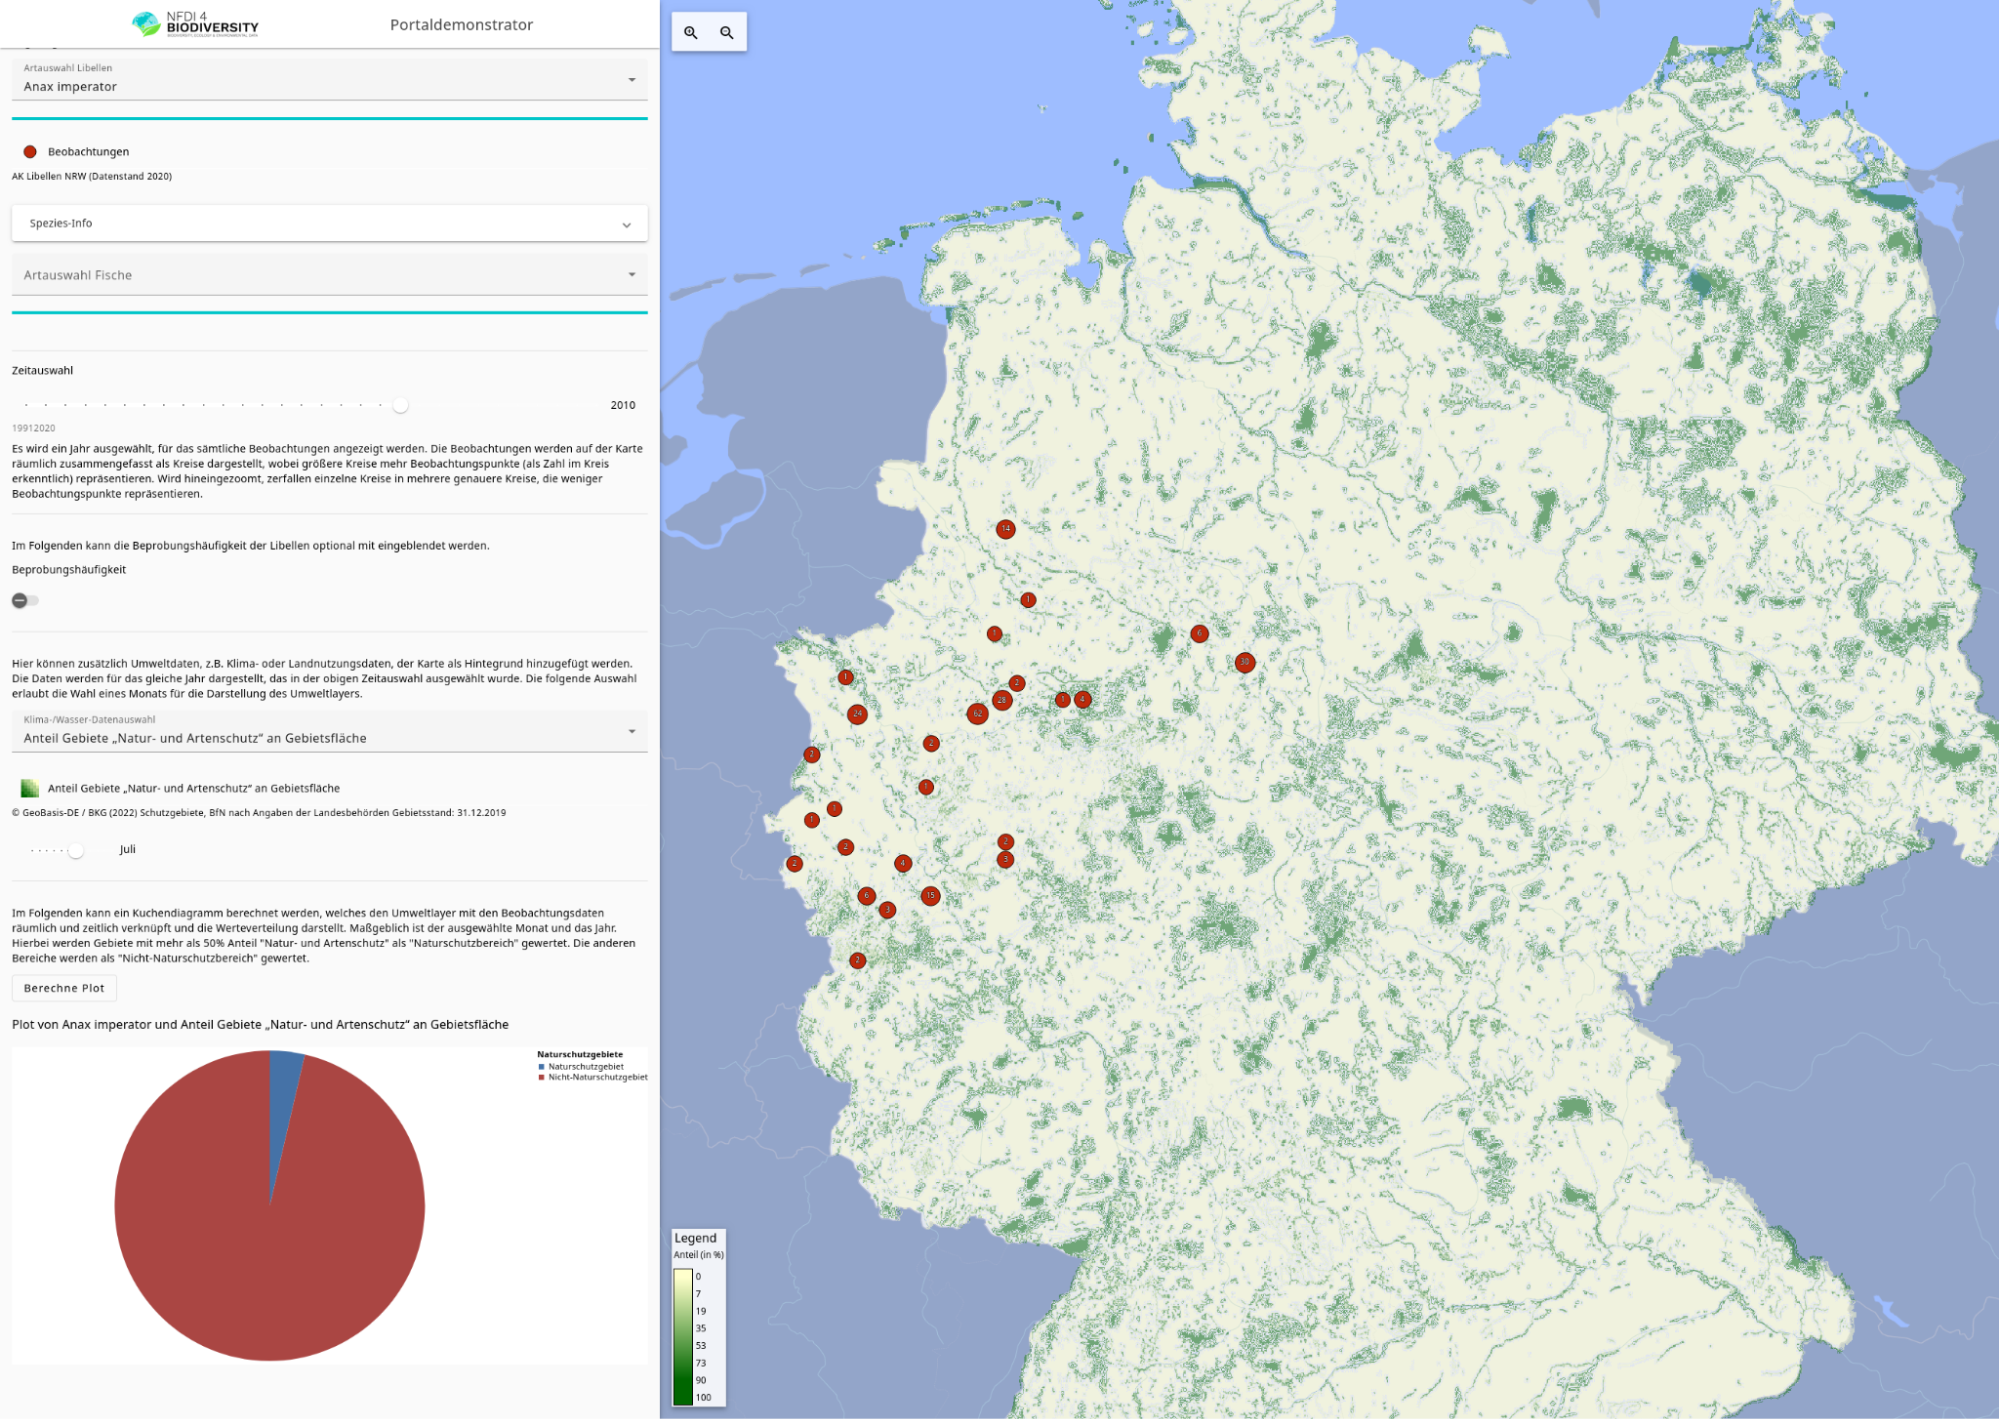 NFDI 4
BIODIVERSITY
BIODIVERSITY, ECOLOGY & ENVIRONMENTAL DATA
Portaldemonstrator
Artauswahl Libellen
Anax imperator
Beobachtungen
AK Libellen NRW (Datenstand 2020)
Spezies-Info
Artauswahl Fische
Zeitauswahl
2010
19912020
Es wird ein Jahr ausgewählt, für das sämtliche Beobachtungen angezeigt werden. Die Beobachtungen werden auf der Karte
räumlich zusammengefasst als Kreise dargestellt, wobei größere Kreise mehr Beobachtungspunkte (als Zahl im Kreis
erkenntlich) repräsentieren. Wird hineingezoomt, zerfallen einzelne Kreise in mehrere genauere Kreise, die weniger
Beobachtungspunkte repräsentieren.
Im Folgenden kann die Beprobungshäufigkeit der Libellen optional mit eingeblendet werden.
Beprobungshäufigkeit
Hier können zusätzlich Umweltdaten, z.B. Klima- oder Landnutzungsdaten, der Karte als Hintegrund hinzugefügt werden.
Die Daten werden für das gleiche Jahr dargestellt, das in der obigen Zeitauswahl ausgewählt wurde. Die folgende Auswahl
erlaubt die Wahl eines Monats für die Darstellung des Umweltlayers.
Klima-/Wasser-Datenauswahl
Anteil Gebiete „Natur- und Artenschutz“ an Gebietsfläche
Anteil Gebiete „Natur- und Artenschutz“ an Gebietsfläche
© GeoBasis-DE / BKG (2022) Schutzgebiete, BfN nach Angaben der Landesbehörden Gebietsstand: 31.12.2019
Juli
Im Folgenden kann ein Kuchendiagramm berechnet werden, welches den Umweltlayer mit den Beobachtungsdaten
räumlich und zeitlich verknüpft und die Werteverteilung darstellt. Maßgeblich ist der ausgewählte Monat und das Jahr.
Hierbei werden Gebiete mit mehr als 50% Anteil "Natur- und Artenschutz" als "Naturschutzbereich" gewertet. Die anderen
Bereiche werden als "Nicht-Naturschutzbereich" gewertet.
Berechne Plot
Plot von Anax imperator und Anteil Gebiete „Natur- und Artenschutz“ an Gebietsfläche
Naturschutzgebiete
Naturschutzgebiet
Nicht-Naturschutzgebiet
14
1
1
6
30
1
2
28
1
4
24
62
2
2
1
1
1
2
2
3
2
4
6
15
3
2
Legend
Anteil (in %)
0
7
19
35
53
73
90
100